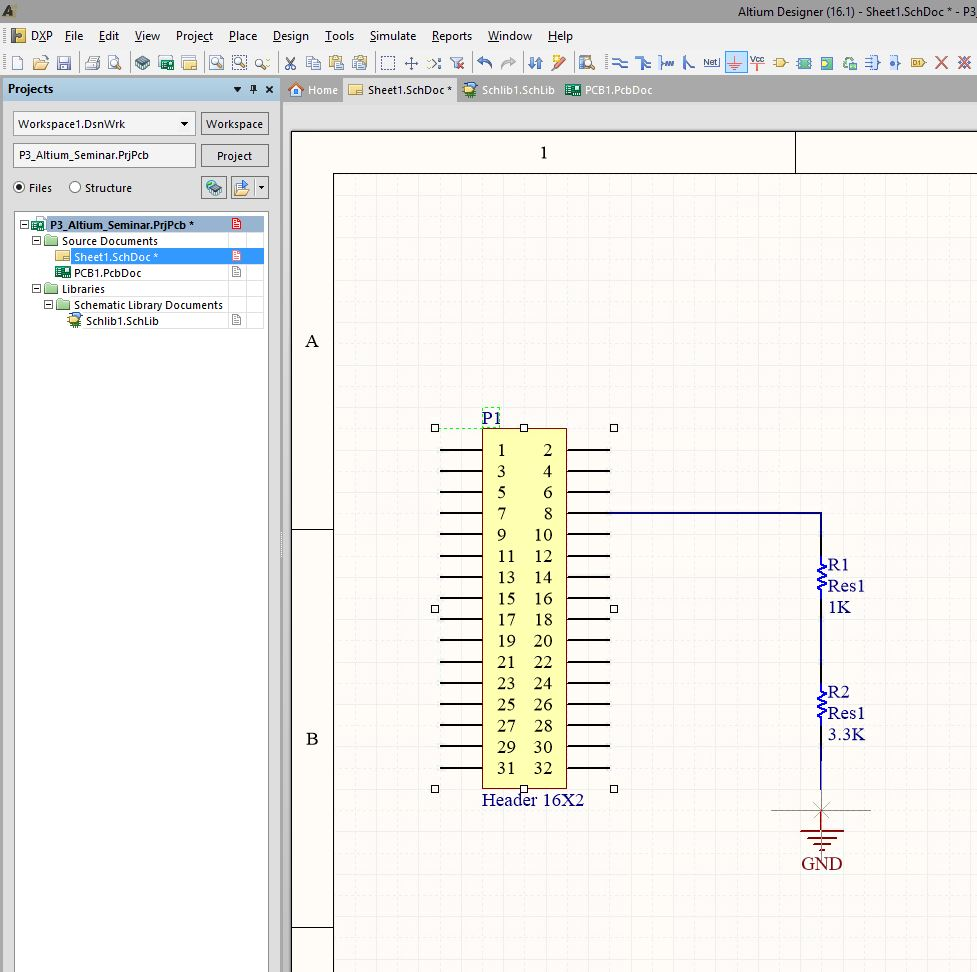 Altium Designer (16.1) - Sheet1.SchDoc * - P3_
DXP File Edit View Project Place Design Tools Simulate Reports Window Help
Net Vcc D1
Projects
Home Sheet1.SchDoc * Schlib1.SchLib PCB1.PcbDoc
Workspace1.DsnWrk Workspace
P3_Altium_Seminar.PrjPcb Project
Files Structure
P3_Altium_Seminar.PrjPcb *
Source Documents
Sheet1.SchDoc *
PCB1.PcbDoc
Libraries
Schematic Library Documents
Schlib1.SchLib
1
A
B
P1
1 2
3 4
5 6
7 8
9 10
11 12
13 14
15 16
17 18
19 20
21 22
23 24
25 26
27 28
29 30
31 32
Header 16X2
R1
Res1
1K
R2
Res1
3.3K
GND